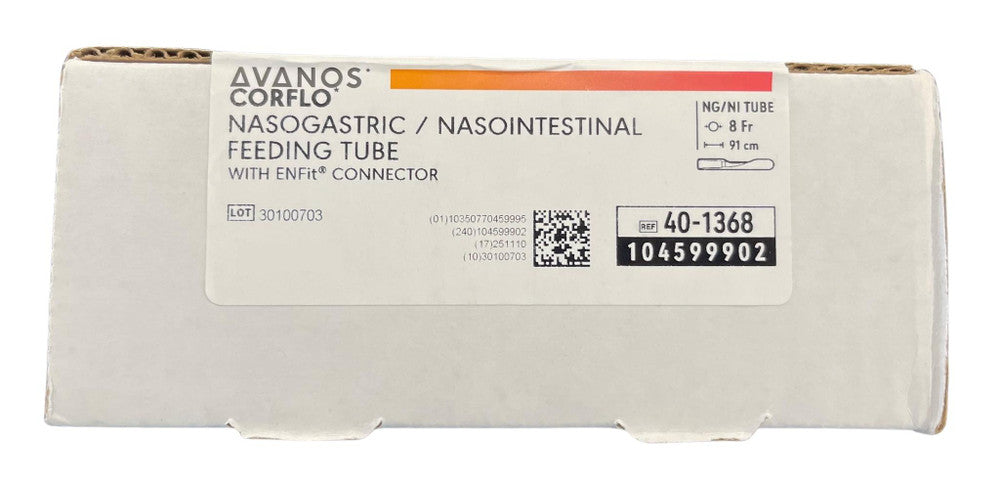 AVANOS*
CORFLO*
NASOGASTRIC / NASOINTESTINAL
FEEDING TUBE
WITH ENFit® CONNECTOR
LOT 30100703
(01)10350770459995
(240)104599902
(17)251110
(10)30100703
NG/NI TUBE
8 Fr
91 cm
REF 40-1368
104599902